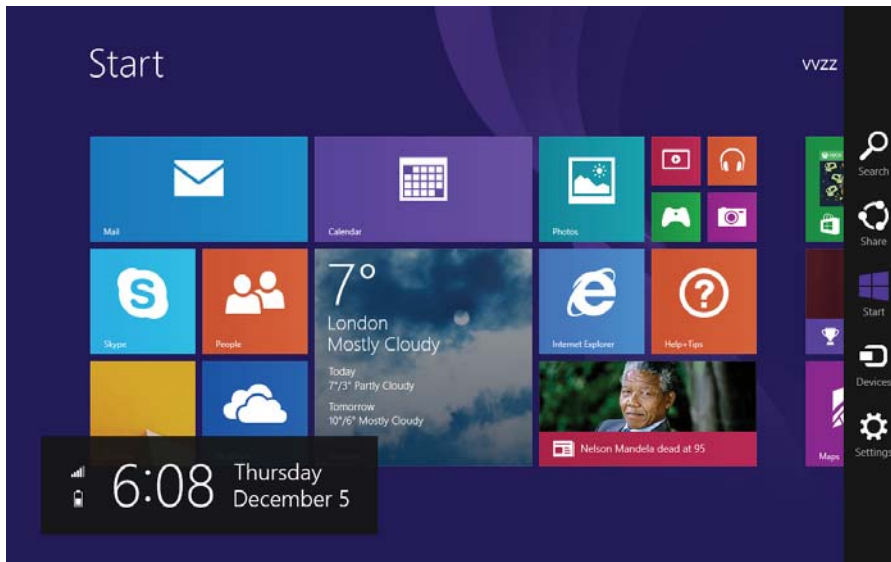 Start
vvzz
Mail
Calendar
Photos
Search
Share
Skype
People
7°
London
Mostly Cloudy
Today
7°/3° Partly Cloudy
Tomorrow
10°/6° Mostly Cloudy
Internet Explorer
Help+Tips
Start
Nelson Mandela dead at 95
Maps
Devices
Settings
6:08
Thursday
December 5